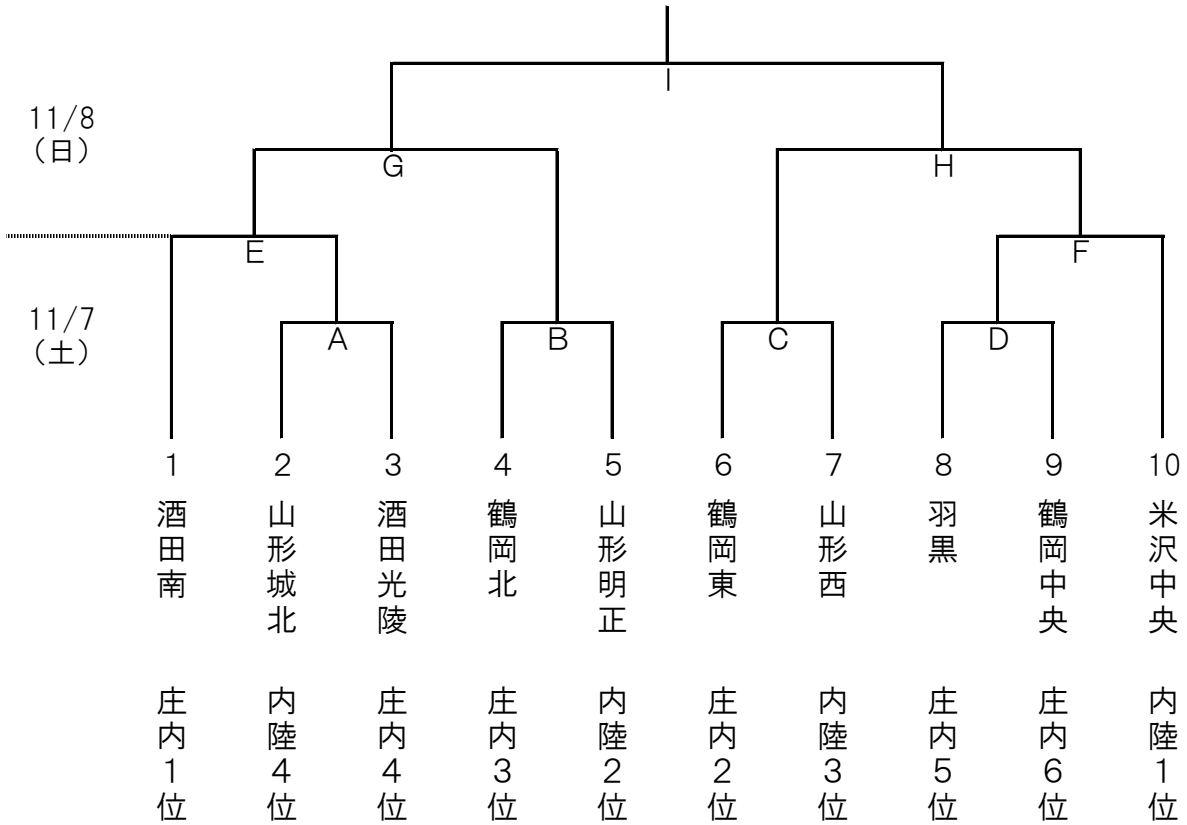 I
11/8
（日）
G
H
E
F
11/7
（土）
A
B
C
D
1
2
3
4
5
6
7
8
9
10
酒田南
山形城北
酒田光陵
鶴岡北
山形明正
鶴岡東
山形西
羽黒
鶴岡中央
米沢中央
庄内1位
内陸4位
庄内4位
庄内3位
内陸2位
庄内2位
内陸3位
庄内5位
庄内6位
内陸1位